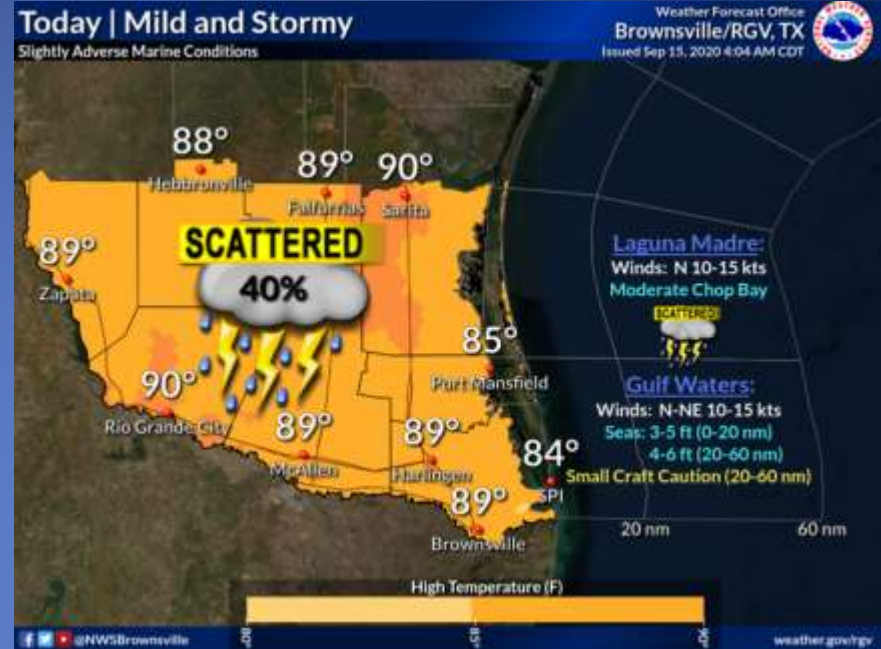 Today | Mild and Stormy
Slightly Adverse Marine Conditions
Weather Forecast Office
Brownsville/RGV, TX
Issued Sep 15, 2020 4:04 AM CDT
88°
Hebbronville
89°
Falfurrias
90°
Sarita
SCATTERED
40%
89°
Zapata
Laguna Madre:
Winds: N 10-15 kts
Moderate Chop Bay
SCATTERED
85°
Port Mansfield
Gulf Waters:
Winds: N-NE 10-15 kts
Seas: 3-5 ft (0-20 nm)
4-6 ft (20-60 nm)
Small Craft Caution (20-60 nm)
90°
Rio Grande City
89°
McAllen
89°
Harlingen
84°
SPI
89°
Brownsville
20 nm
60 nm
High Temperature (F)
80
85
90
@NWSBrownsville
weather.gov/rgv